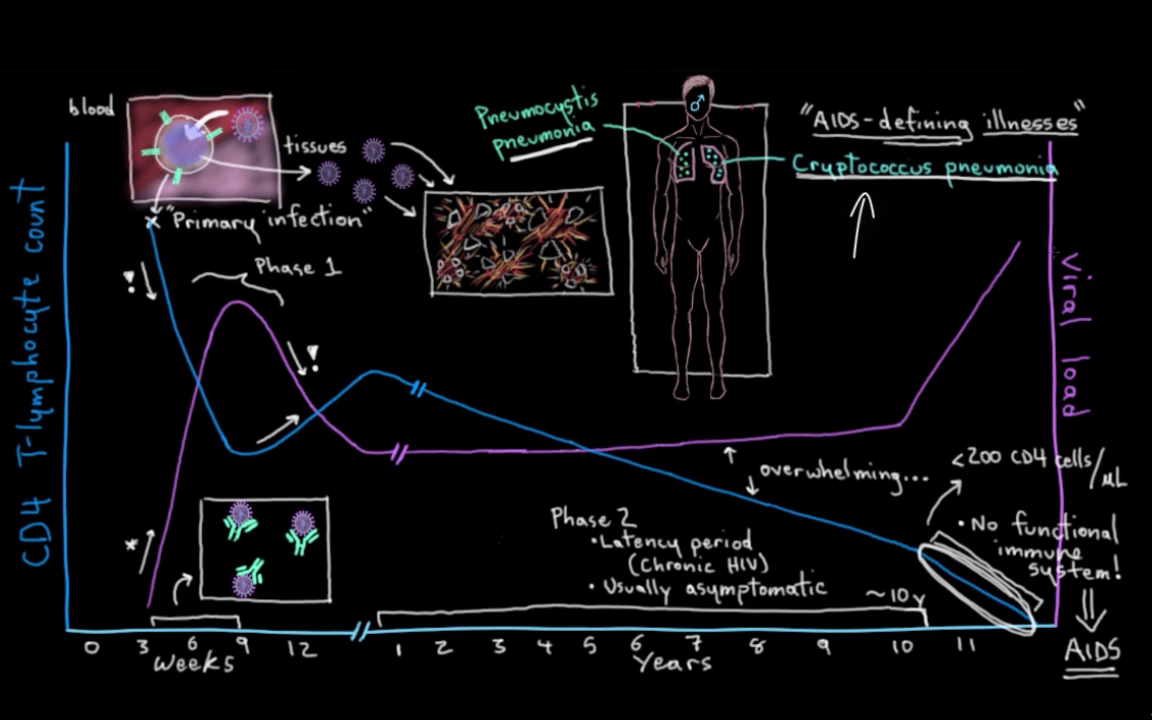 blood
tissues
"Primary infection"
Phase 1
Pneumocystis
pneumonia
"AIDS-defining illnesses"
Cryptococcus pneumonia
CD4 T-lymphocyte count
Viral load
overwhelming...
<200 CD4 cells/μL
• No functional
immune
system!
AIDS
Phase 2
• Latency period
(Chronic HIV)
• Usually asymptomatic
~10y
0 3 6 9 12 1 2 3 4 5 6 7 8 9 10 11
Weeks Years